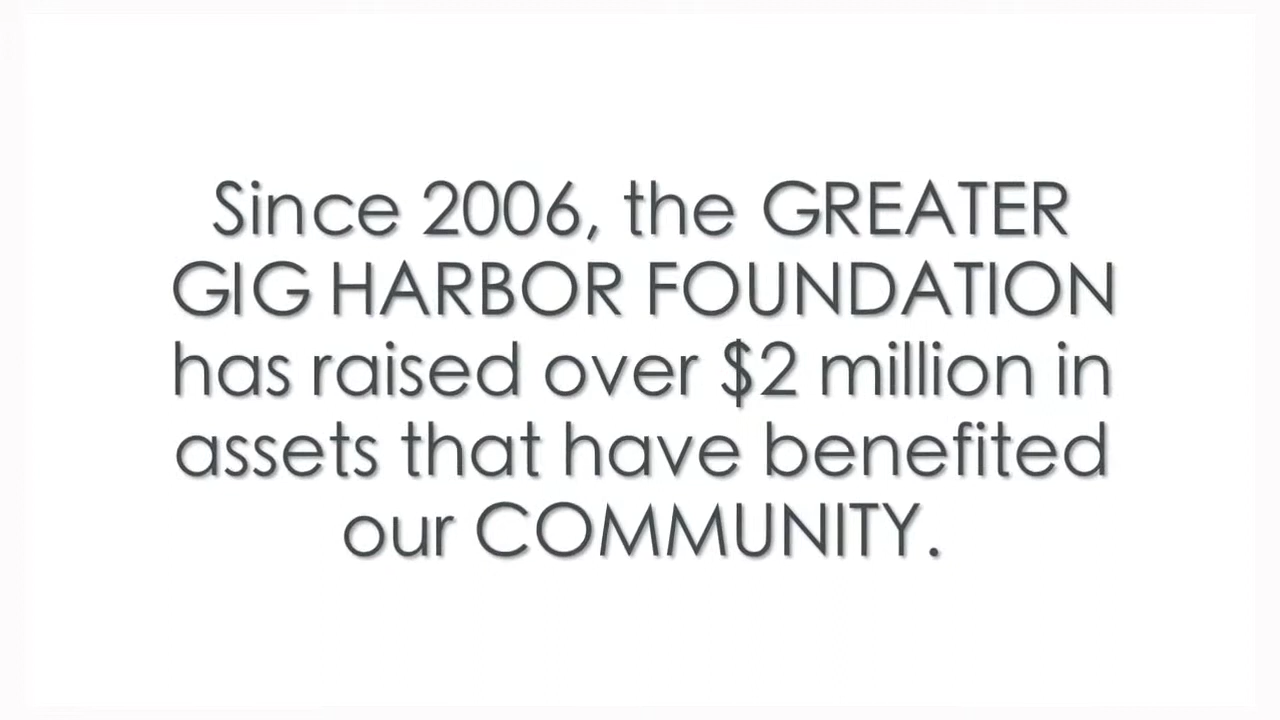 Since 2006, the GREATER
GIG HARBOR FOUNDATION
has raised over $2 million in
assets that have benefited
our COMMUNITY.